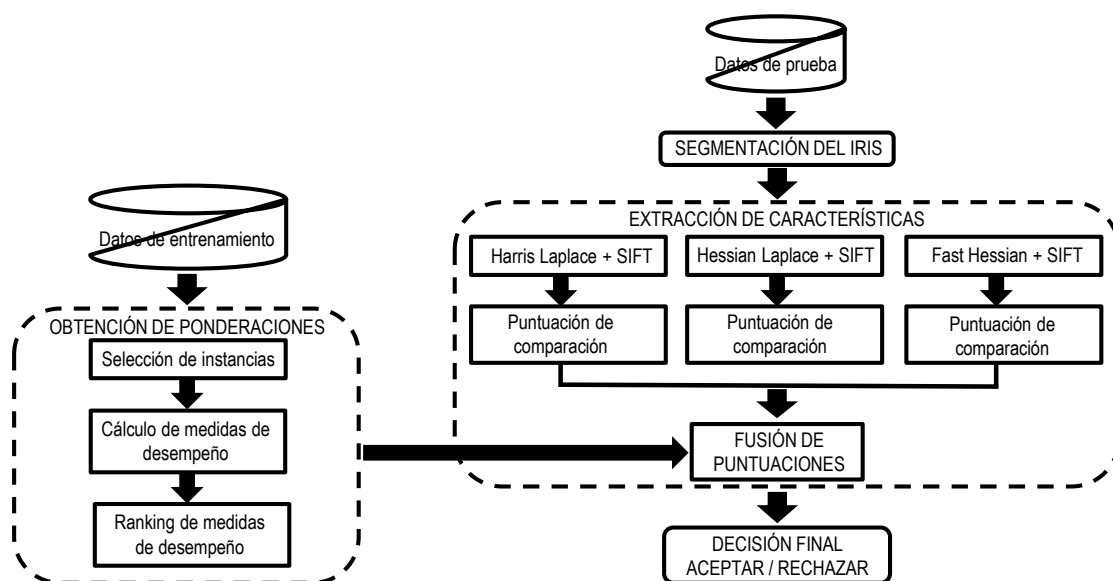 Datos de prueba
SEGMENTACIÓN DEL IRIS
EXTRACCIÓN DE CARACTERÍSTICAS
Harris Laplace + SIFT
Hessian Laplace + SIFT
Fast Hessian + SIFT
Puntuación de
comparación
Puntuación de
comparación
Puntuación de
comparación
FUSIÓN DE
PUNTUACIONES
DECISIÓN FINAL
ACEPTAR / RECHAZAR
Datos de entrenamiento
OBTENCIÓN DE PONDERACIONES
Selección de instancias
Cálculo de medidas de
desempeño
Ranking de medidas
de desempeño